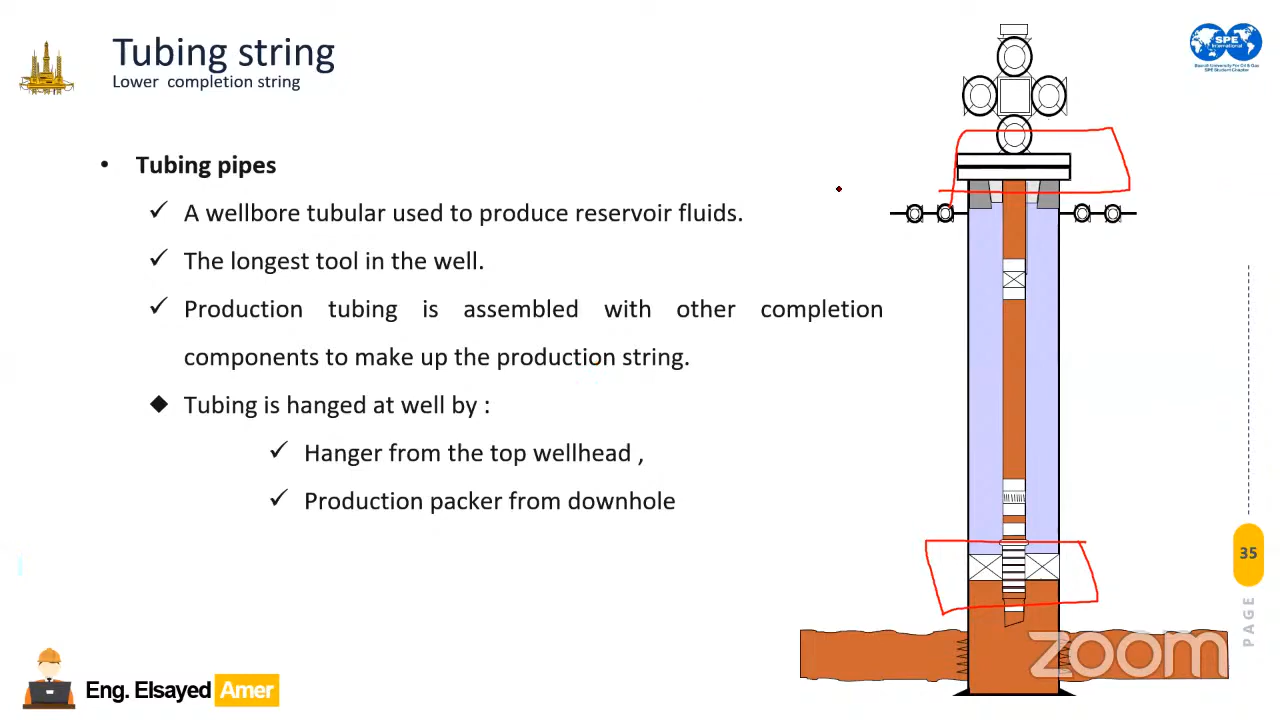 Tubing string
Lower completion string
SPE
International
• Tubing pipes
✓ A wellbore tubular used to produce reservoir fluids.
✓ The longest tool in the well.
✓ Production tubing is assembled with other completion
components to make up the production string.
◆ Tubing is hanged at well by :
✓ Hanger from the top wellhead ,
✓ Production packer from downhole
35
PAGE
zoom
Eng. Elsayed Amer